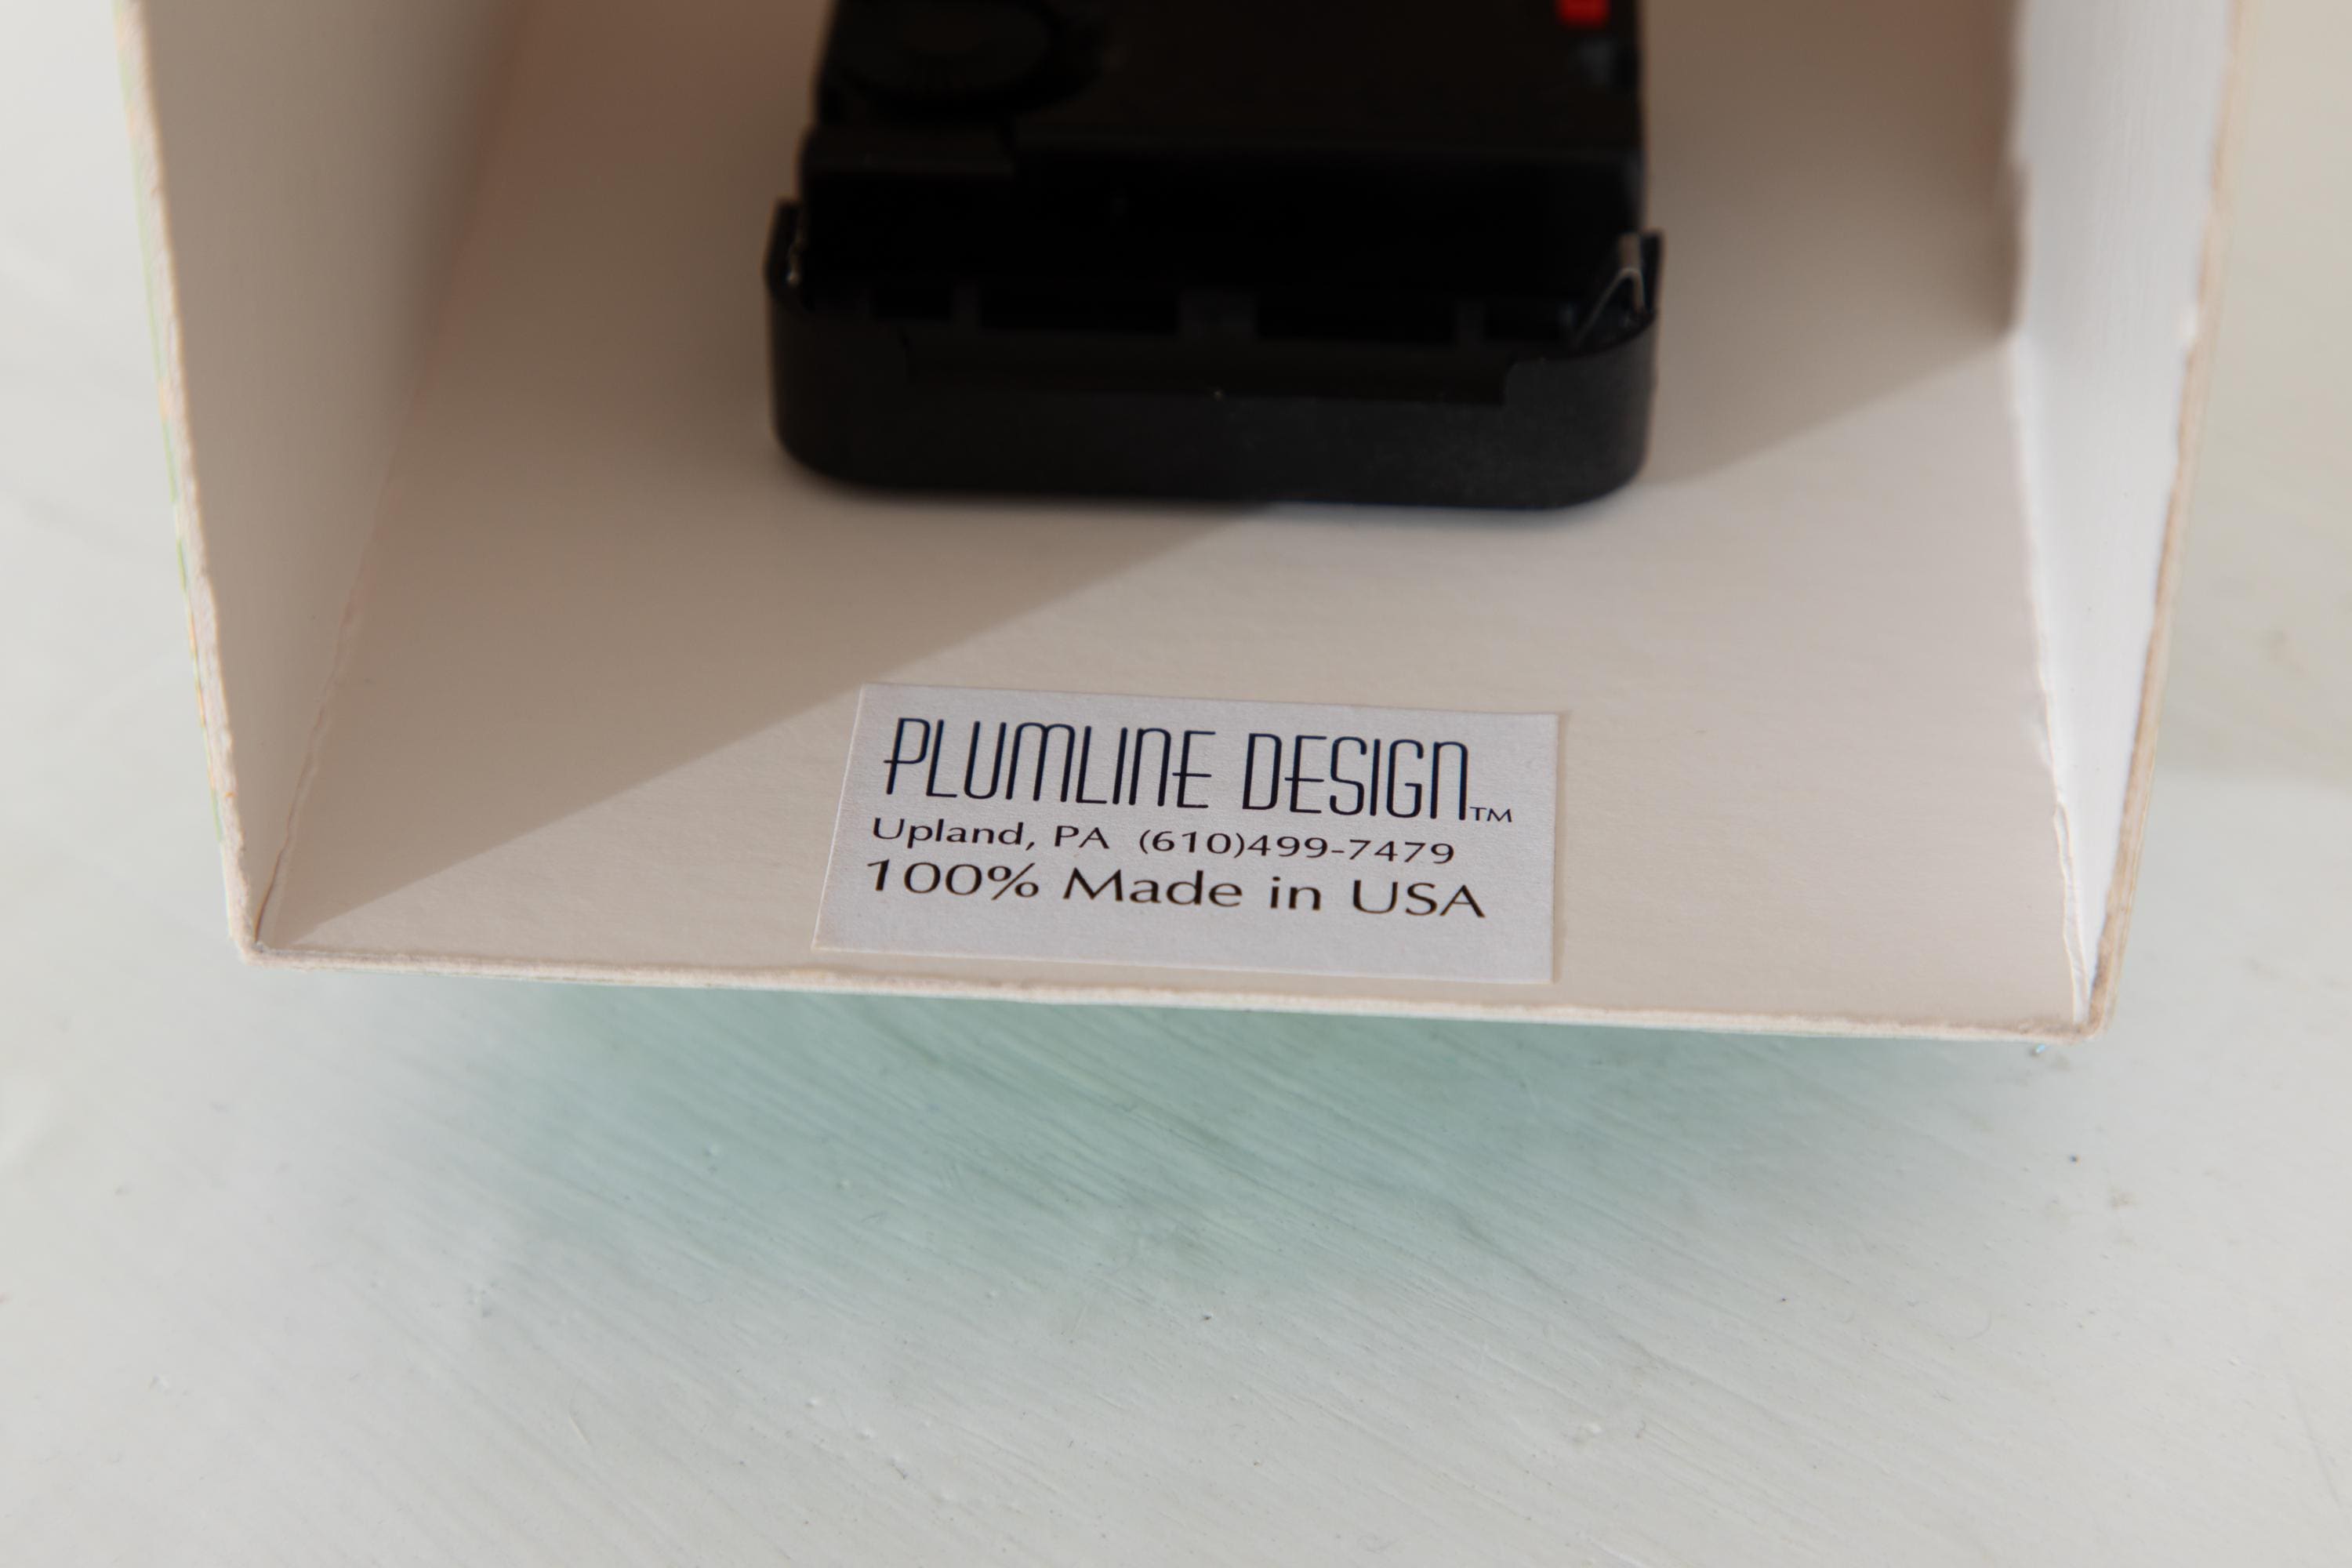 PLUMLINE DESIGN™
Upland, PA (610)499-7479
100% Made in USA